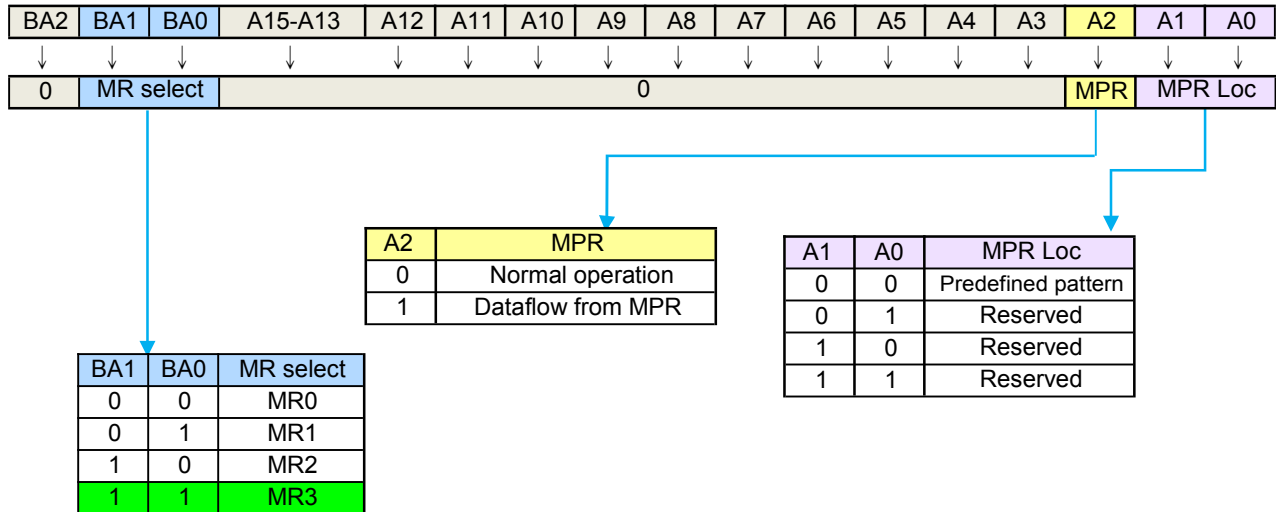 BA2 BA1 BA0 A15-A13 A12 A11 A10 A9 A8 A7 A6 A5 A4 A3 A2 A1 A0
0 MR select 0 MPR MPR Loc
A2 MPR
0 Normal operation
1 Dataflow from MPR
A1 A0 MPR Loc
0 0 Predefined pattern
0 1 Reserved
1 0 Reserved
1 1 Reserved
BA1 BA0 MR select
0 0 MR0
0 1 MR1
1 0 MR2
1 1 MR3